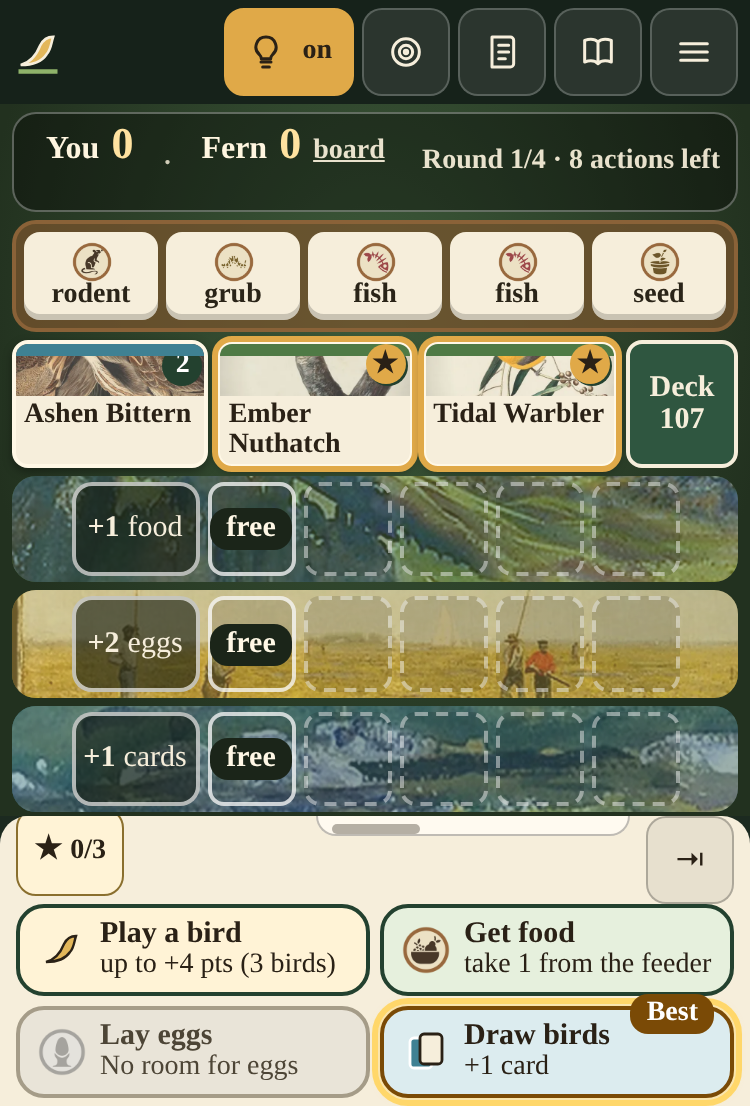 on
You 0 . Fern 0 board Round 1/4 · 8 actions left
rodent grub fish fish seed
2 ★ ★
Ashen Bittern Ember Nuthatch Tidal Warbler Deck 107
+1 food free
+2 eggs free
+1 cards free
★ 0/3
Play a bird
up to +4 pts (3 birds)
Get food
take 1 from the feeder
Lay eggs
No room for eggs
Best
Draw birds
+1 card